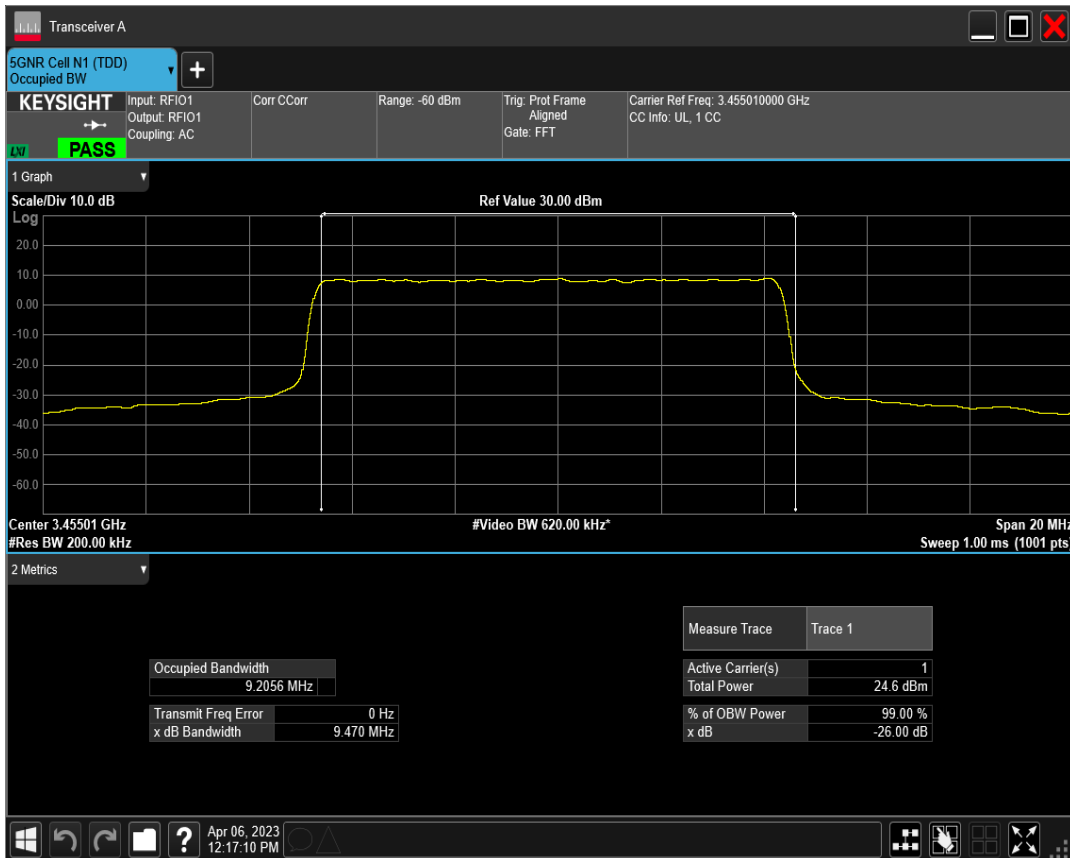 Transceiver A
5GNR Cell N1 (TDD)
Occupied BW
+
KEYSIGHT
LXI
PASS
Input: RFIO1
Output: RFIO1
Coupling: AC
Corr CCorr
Range: -60 dBm
Trig: Prot Frame
Aligned
Gate: FFT
Carrier Ref Freq: 3.455010000 GHz
CC Info: UL, 1 CC
1 Graph
Scale/Div 10.0 dB
Ref Value 30.00 dBm
Log
20.0
10.0
0.00
-10.0
-20.0
-30.0
-40.0
-50.0
-60.0
Center 3.45501 GHz
#Video BW 620.00 kHz*
Span 20 MHz
#Res BW 200.00 kHz
Sweep 1.00 ms (1001 pts)
2 Metrics
Measure Trace Trace 1
Occupied Bandwidth
9.2056 MHz
Active Carrier(s) 1
Total Power 24.6 dBm
Transmit Freq Error 0 Hz
x dB Bandwidth 9.470 MHz
% of OBW Power 99.00 %
x dB -26.00 dB
?
Apr 06, 2023
12:17:10 PM